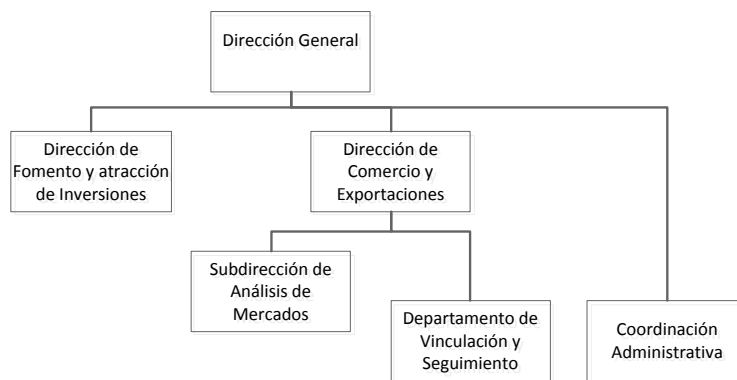 Dirección General
Dirección de
Fomento y atracción
de Inversiones
Dirección de
Comercio y
Exportaciones
Subdirección de
Análisis de
Mercados
Departamento de
Vinculación y
Seguimiento
Coordinación
Administrativa